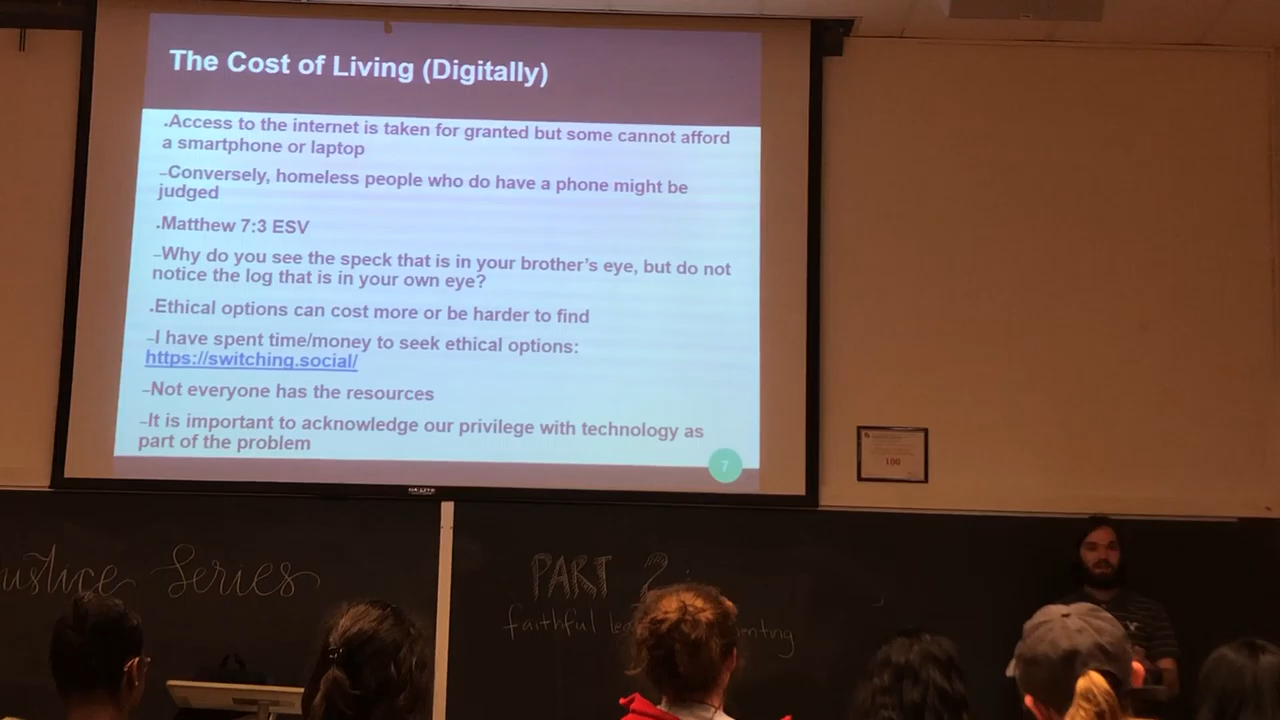 The Cost of Living (Digitally)
.Access to the internet is taken for granted but some cannot afford
a smartphone or laptop
–Conversely, homeless people who do have a phone might be
judged
.Matthew 7:3 ESV
–Why do you see the speck that is in your brother's eye, but do not
notice the log that is in your own eye?
.Ethical options can cost more or be harder to find
–I have spent time/money to seek ethical options:
https://switching.social/
–Not everyone has the resources
–It is important to acknowledge our privilege with technology as
part of the problem
7
DA-LITE
100
ustice Series
PART 2:
faithful